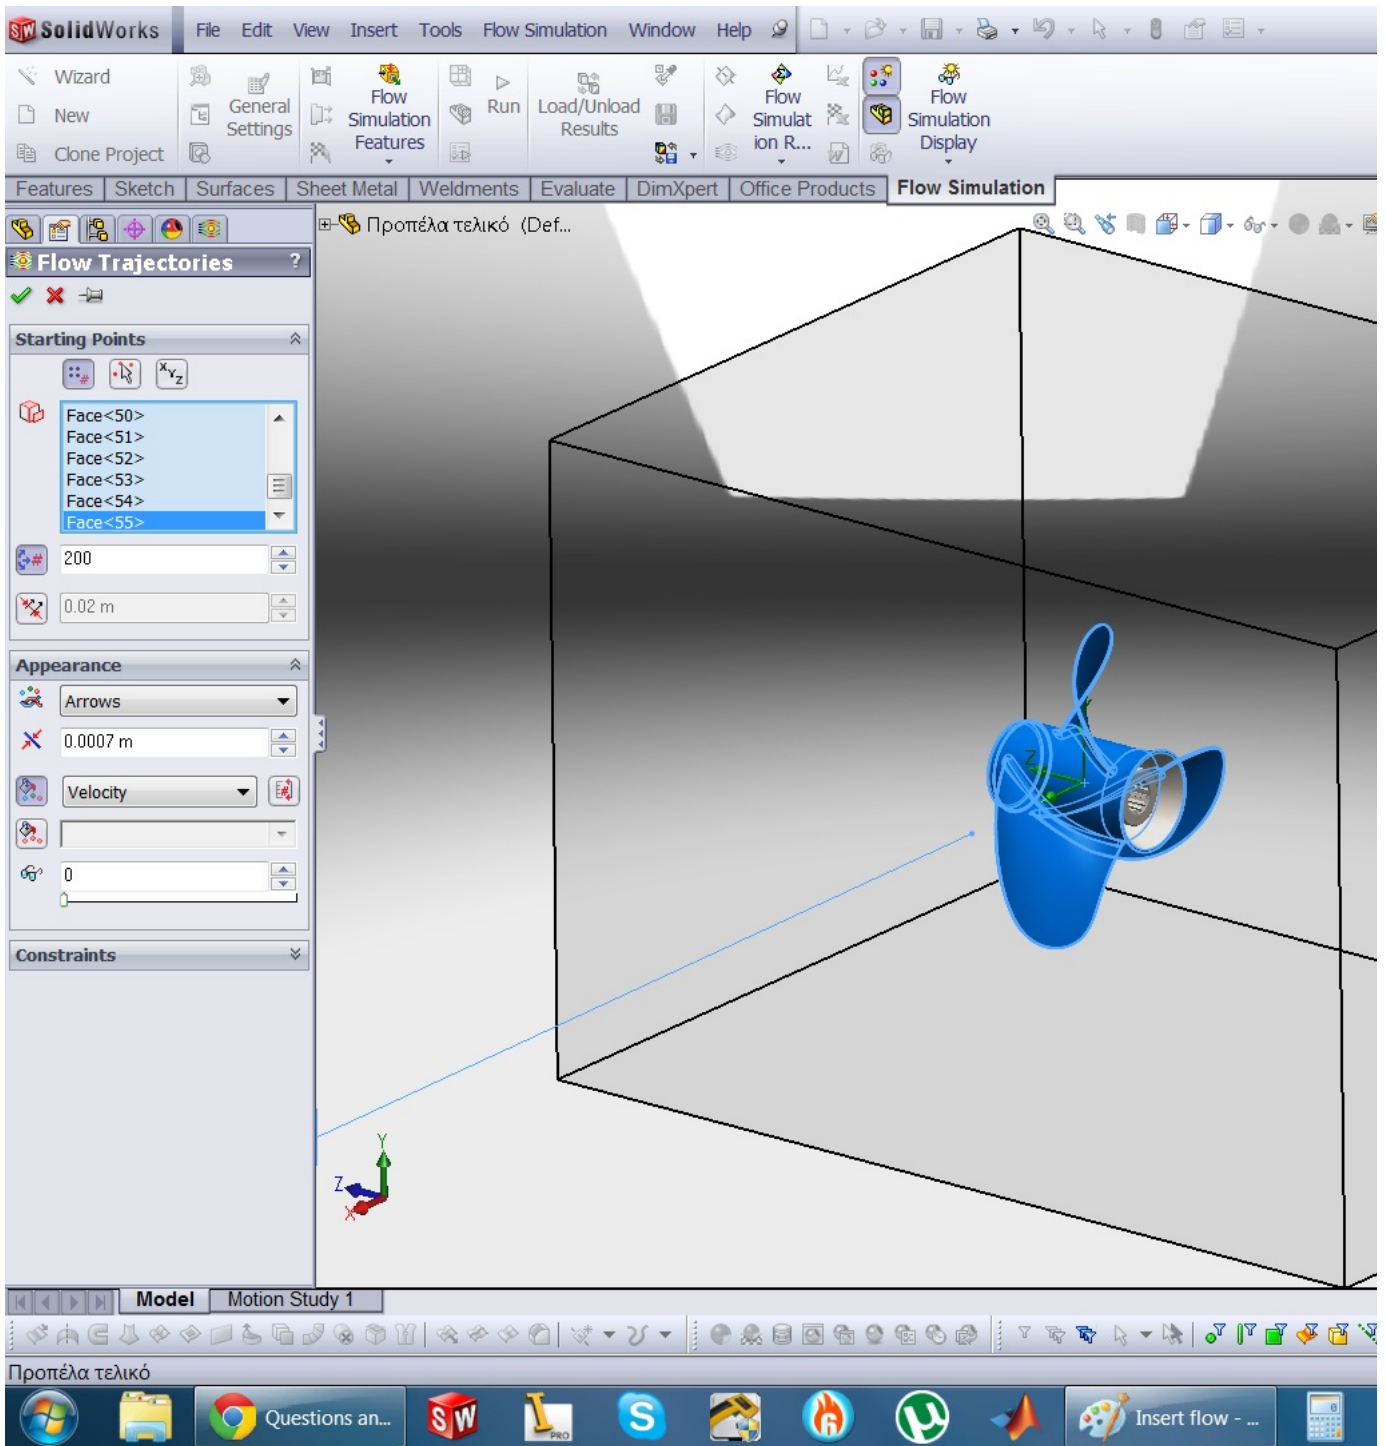 SW SolidWorks File Edit View Insert Tools Flow Simulation Window Help
Wizard
New
Clone Project
General
Settings
Flow
Simulation
Features
Run
Load/Unload
Results
Flow
Simulat
ion R...
Flow
Simulation
Display
Features Sketch Surfaces Sheet Metal Weldments Evaluate DimXpert Office Products Flow Simulation
Προπέλα τελικό (Def...
Flow Trajectories ?
Starting Points
X Y Z
Face<50>
Face<51>
Face<52>
Face<53>
Face<54>
Face<55>
# 200
0.02 m
Appearance
Arrows
0.0007 m
Velocity
0
Constraints
Z
Y
Z
X
Model Motion Study 1
Προπέλα τελικό
Questions an... SW PRO S Insert flow - ...